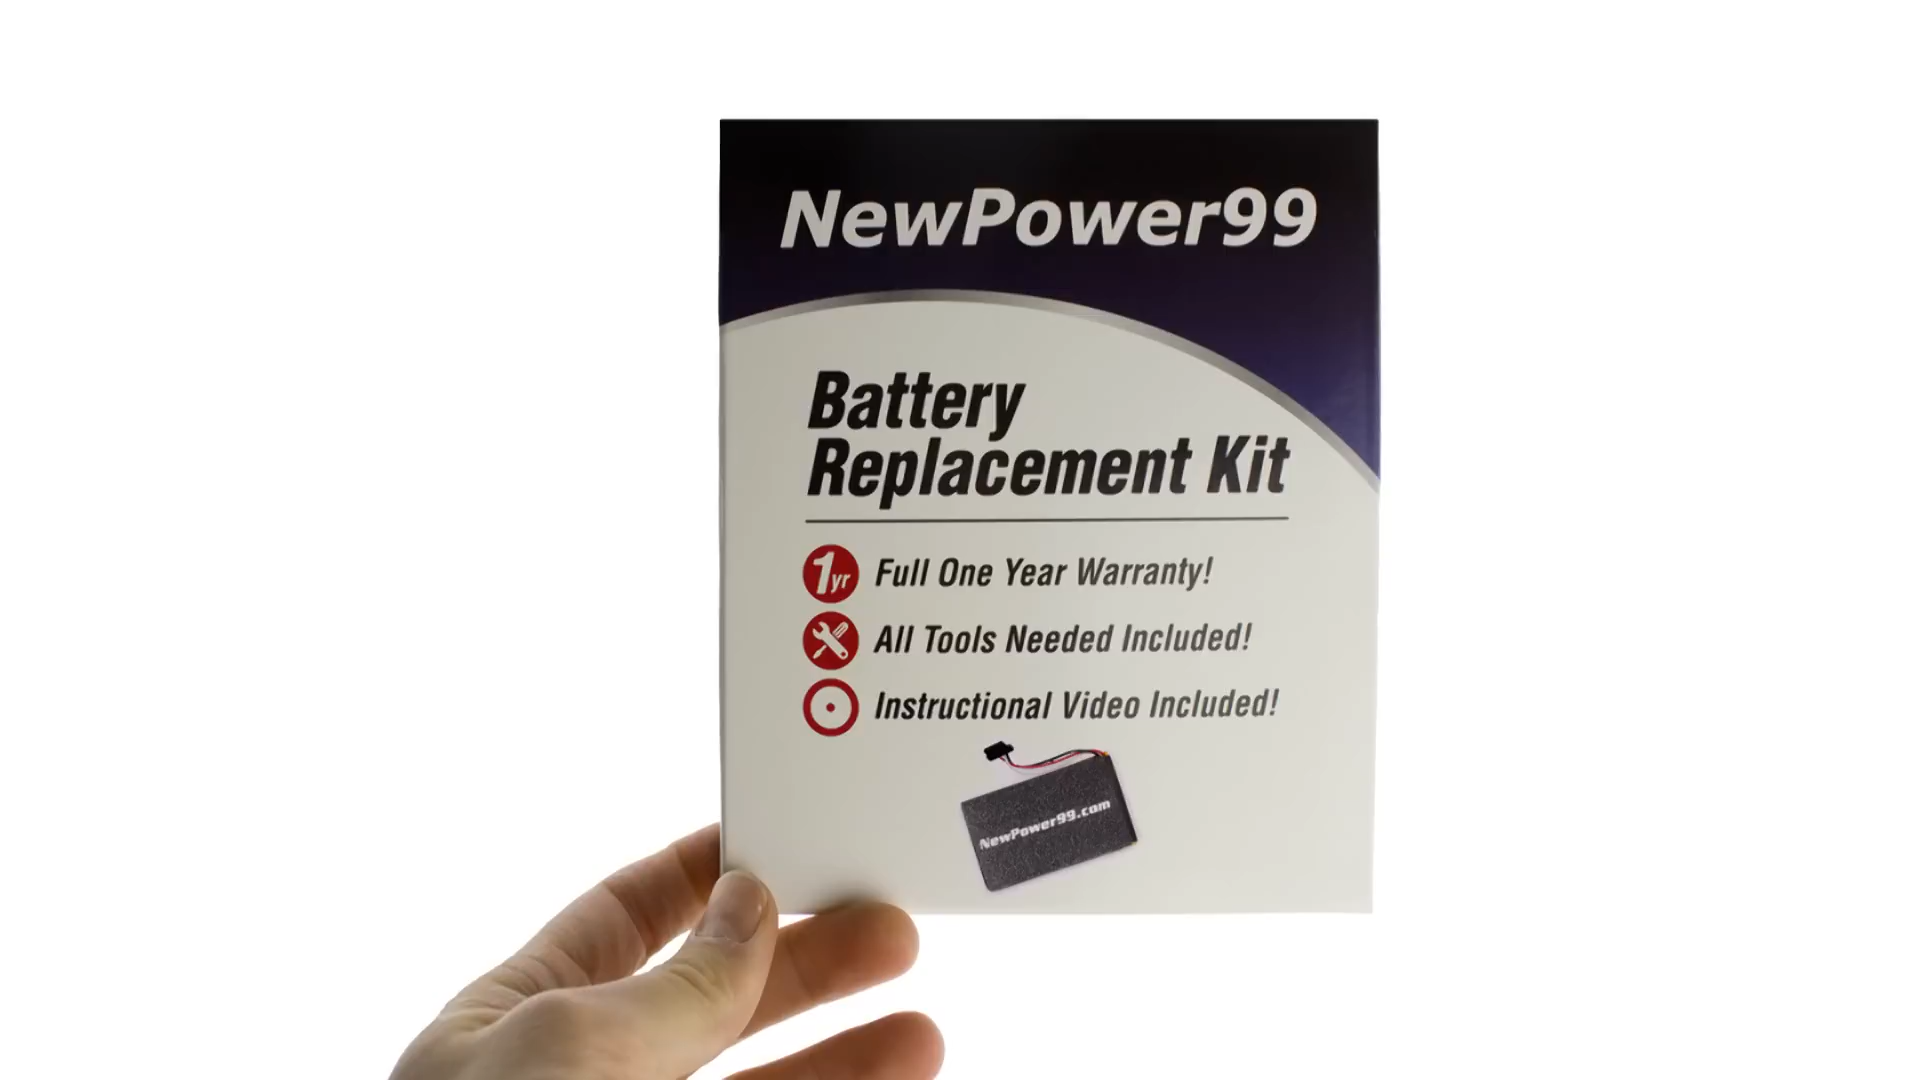 NewPower99
Battery
Replacement Kit
1yr Full One Year Warranty!
All Tools Needed Included!
Instructional Video Included!
NewPower99.com